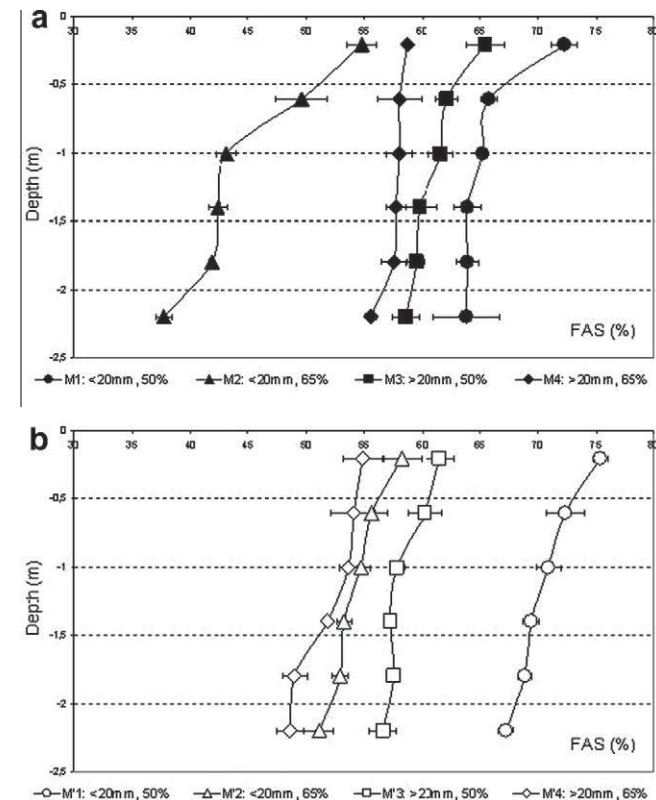 a
30 35 40 45 50 55 60 65 70 75 80
0
-0,5
-1
-1,5
-2
-2,5
Depth (m)
FAS (%)
M1: <20mm, 50% M2: <20mm, 65% M3: >20mm, 50% M4: >20mm, 65%
b
30 35 40 45 50 55 60 65 70 75 80
0
-0,5
-1
-1,5
-2
-2,5
Depth (m)
FAS (%)
M'1: <20mm, 50% M'2: <20mm, 65% M'3: >20mm, 50% M'4: >20mm, 65%